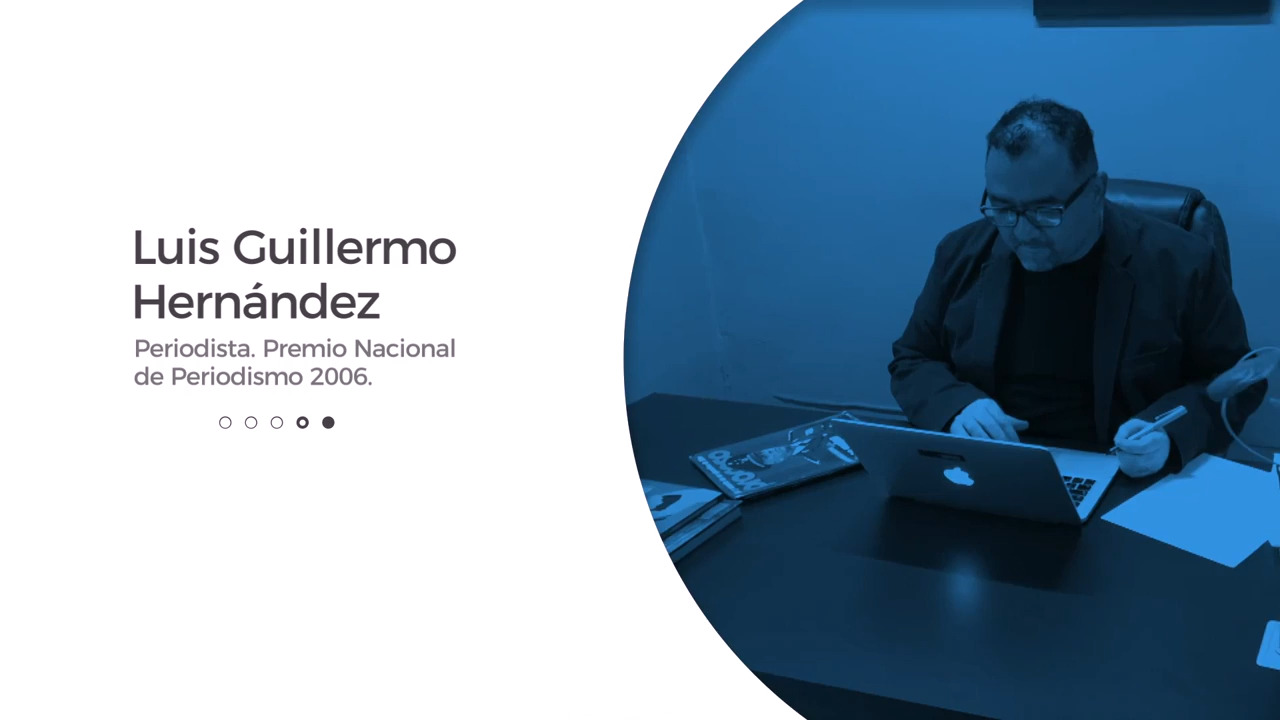 Luis Guillermo
Hernández
Periodista. Premio Nacional
de Periodismo 2006.